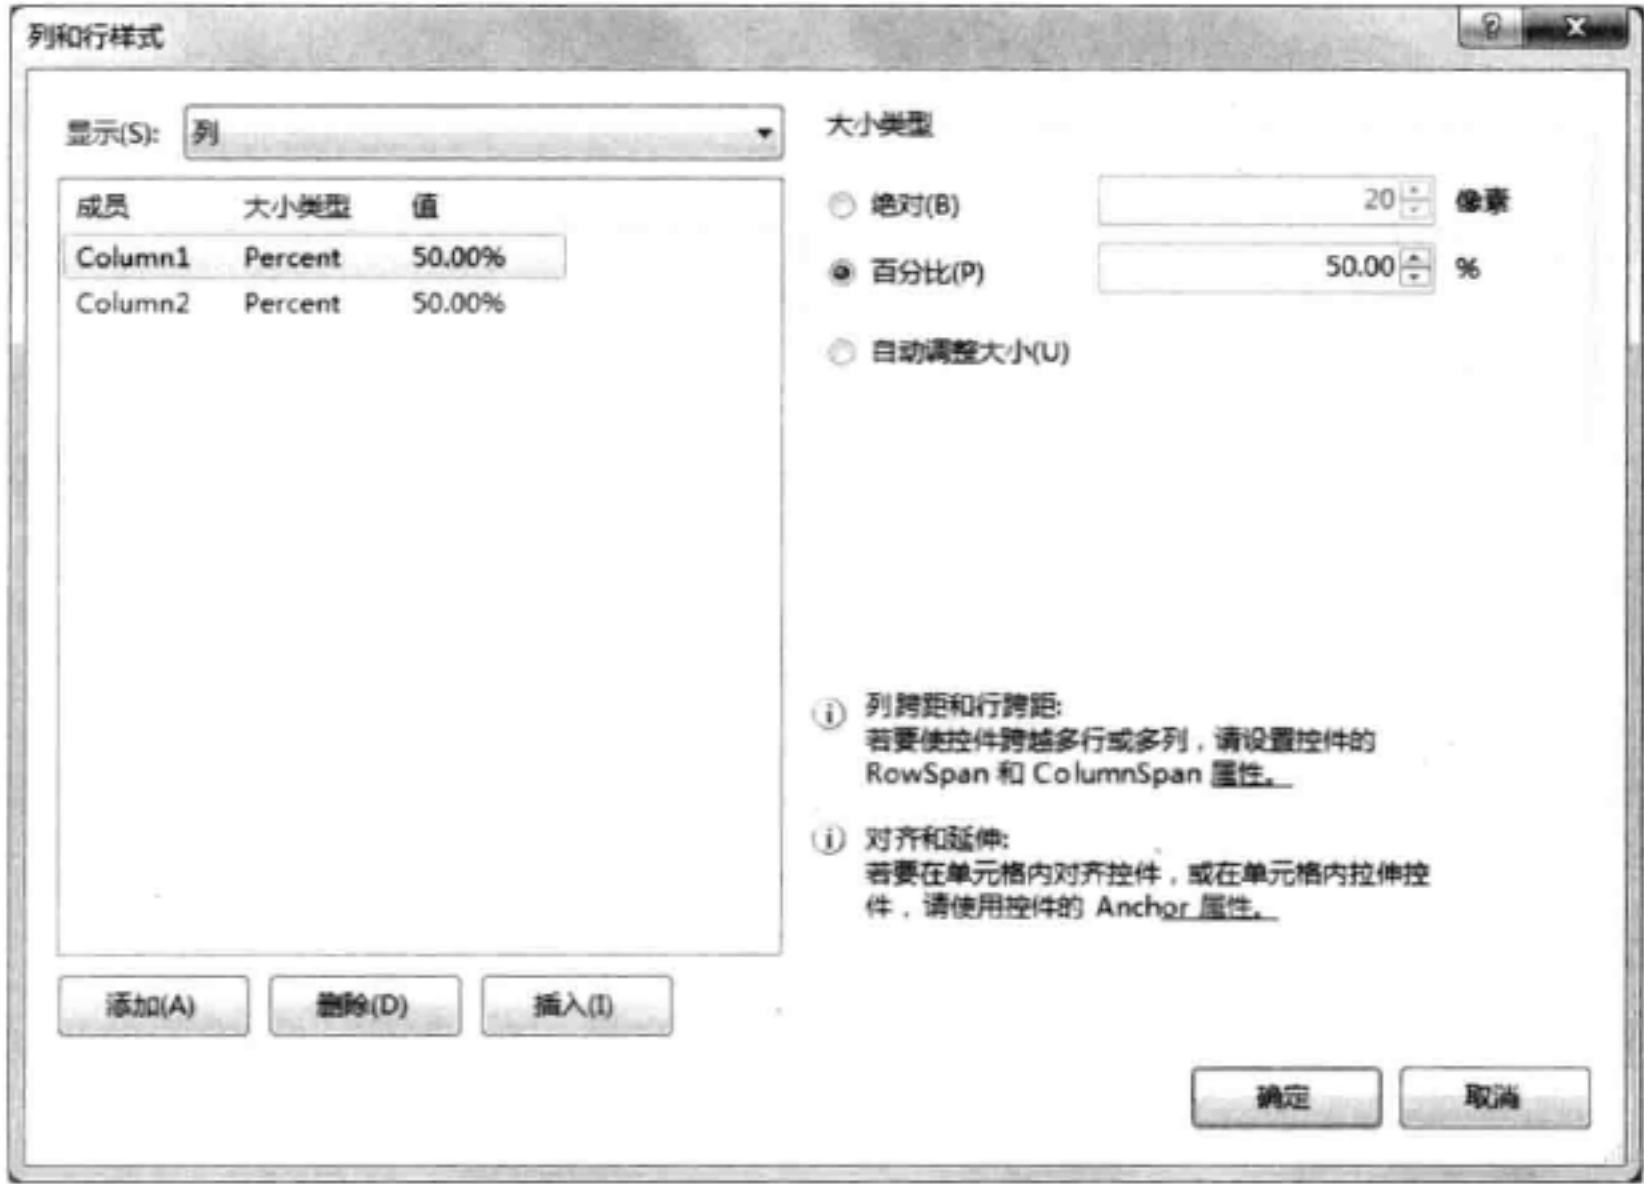 列和行样式
显示(S): 列
成员 大小类型 值
Column1 Percent 50.00%
Column2 Percent 50.00%
添加(A) 删除(D) 插入(I)
大小类型
绝对(B) 20 像素
百分比(P) 50.00 %
自动调整大小(U)
列跨距和行跨距:
若要使控件跨越多行或多列，请设置控件的
RowSpan 和 ColumnSpan 属性。
对齐和延伸:
若要在单元格内对齐控件，或在单元格内拉伸控
件，请使用控件的 Anchor 属性。
确定 取消